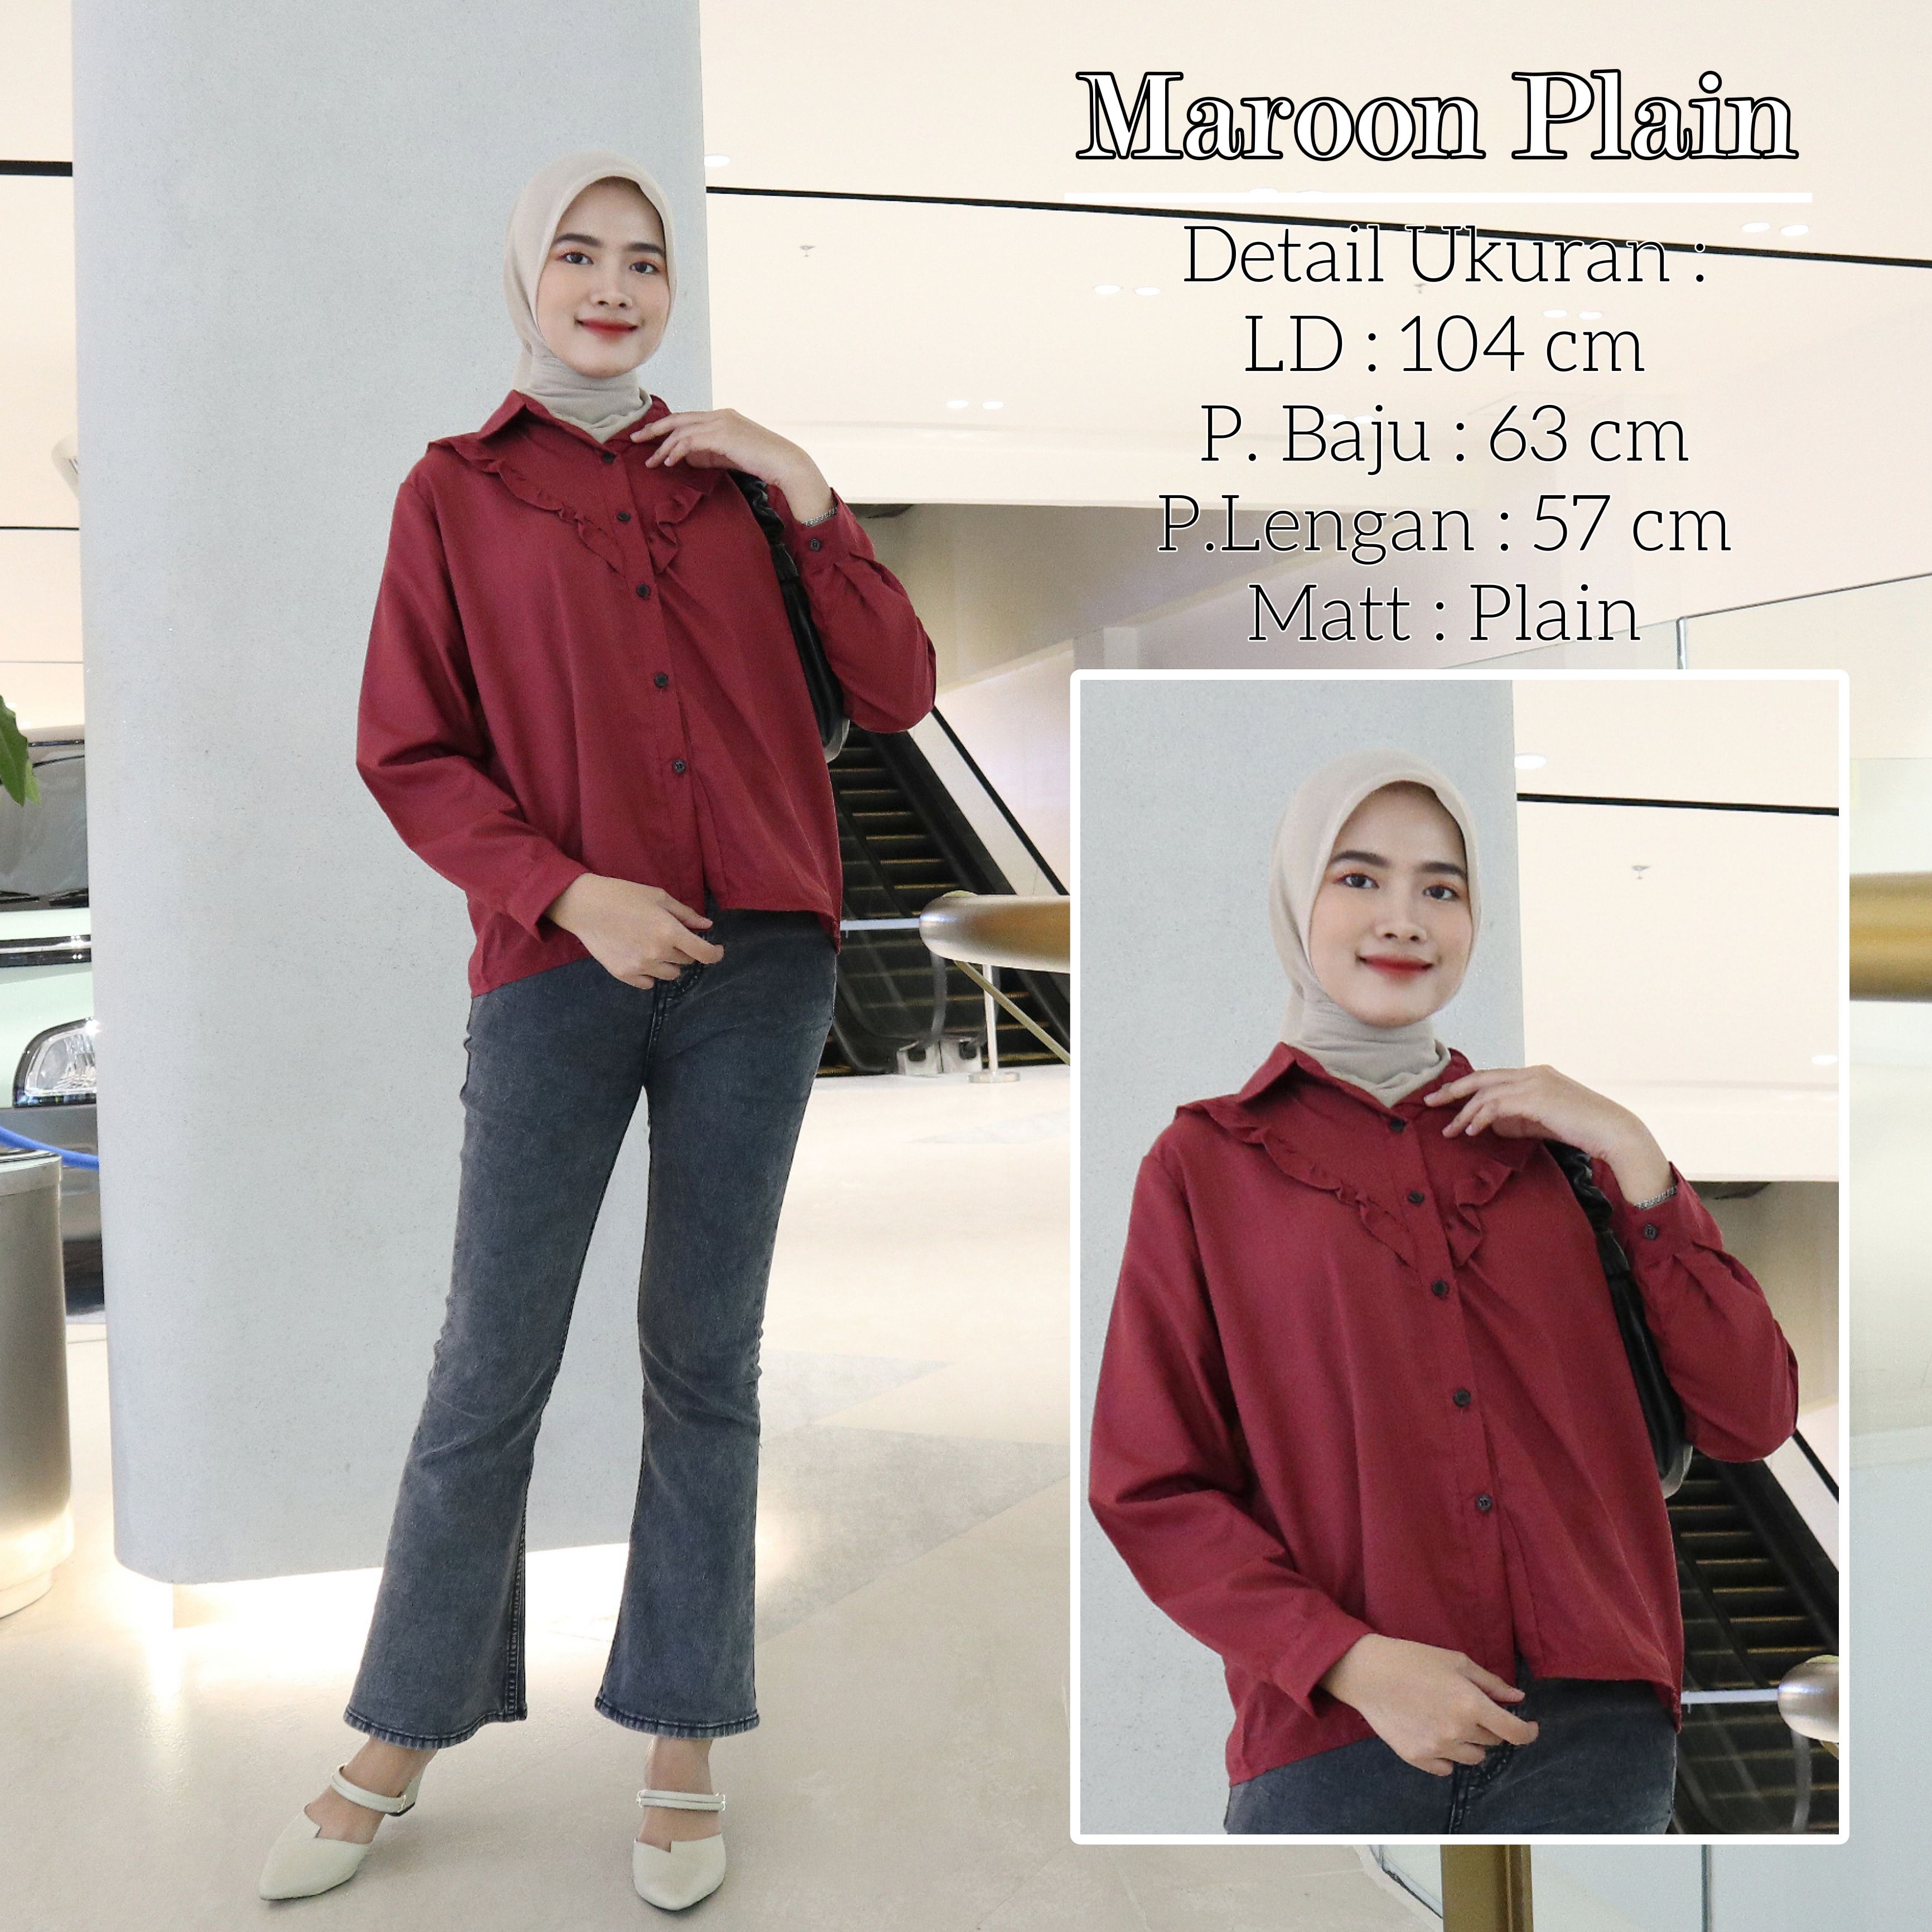 Maroon Plain
Detail Ukuran :
LD : 104 cm
P. Baju : 63 cm
P.Lengan : 57 cm
Matt : Plain